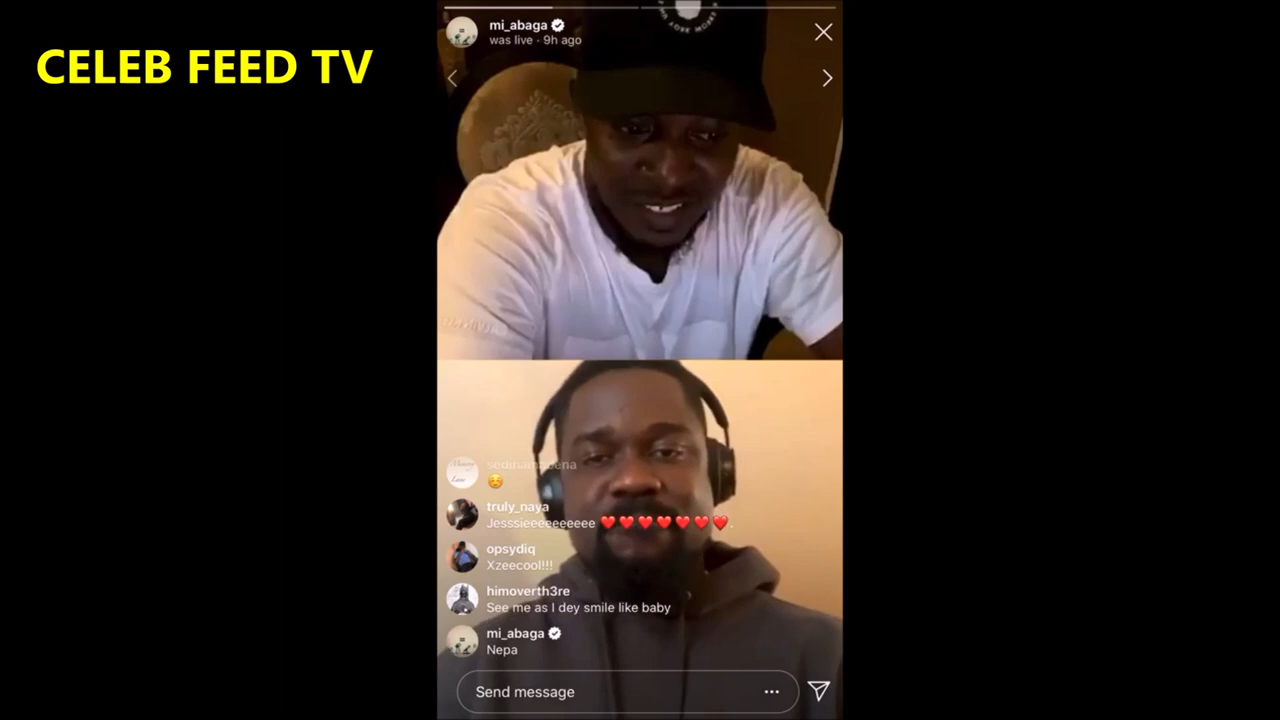 CELEB FEED TV
mi_abaga
was live · 9h ago
☺️
truly_naya
Jesssieeeeeeeeee ❤️❤️❤️❤️❤️❤️❤️.
opsydiq
Xzeecool!!!
himoverth3re
See me as I dey smile like baby
mi_abaga
Nepa
Send message